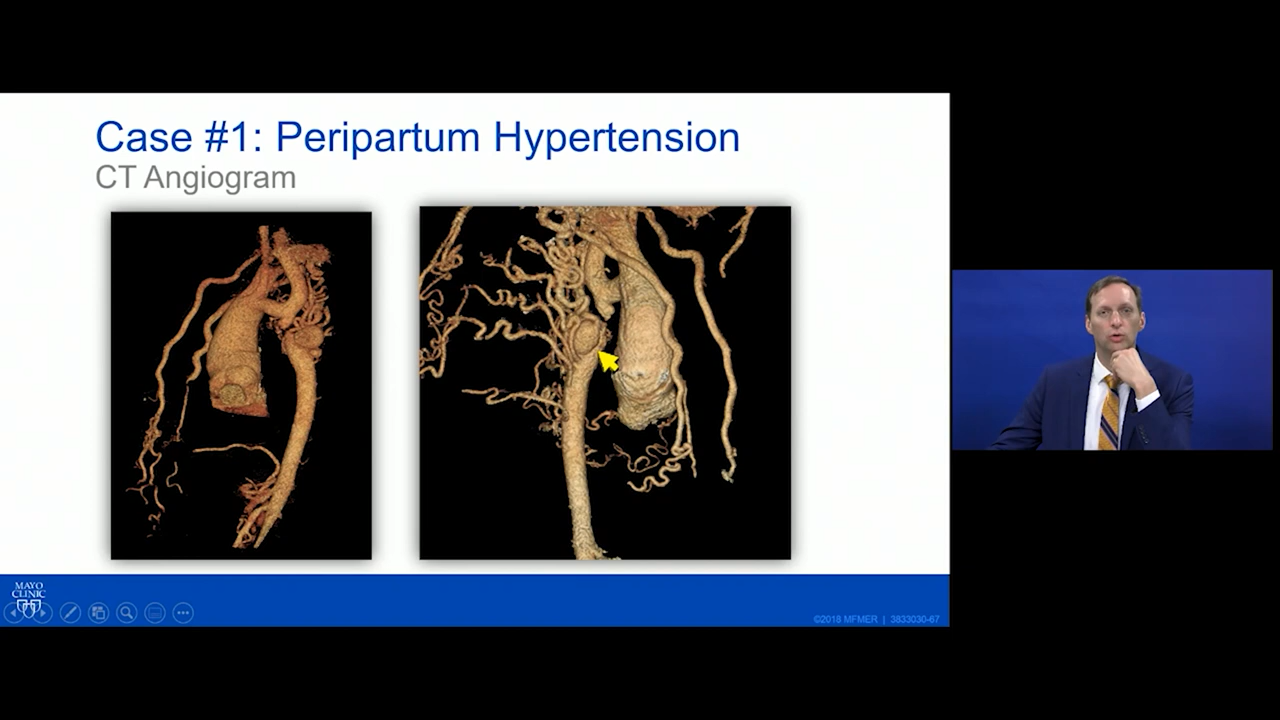 Case #1: Peripartum Hypertension
CT Angiogram
MAYO
CLINIC
©2018 MFMER | 3833030-67